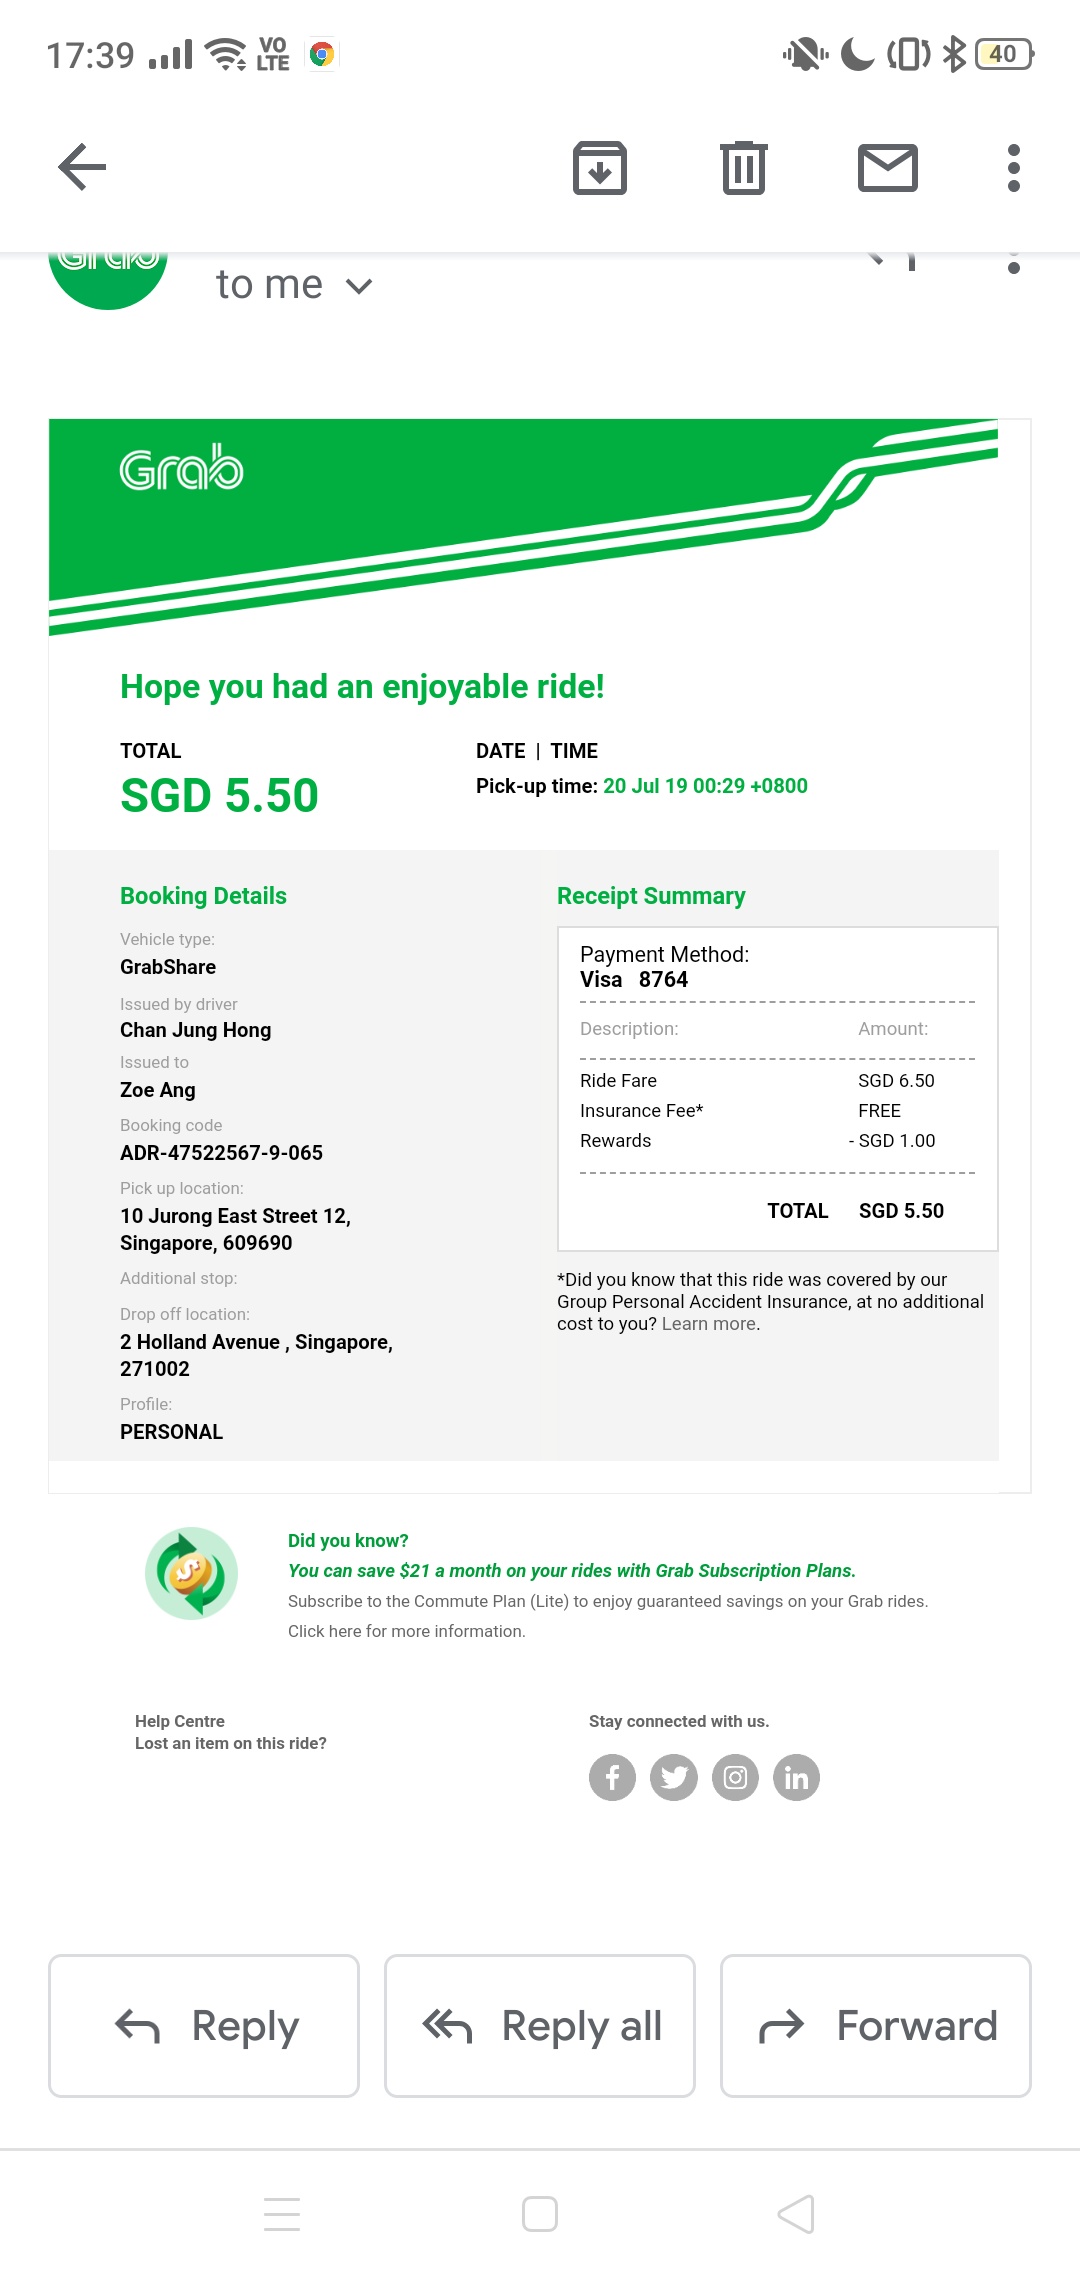 17:39 VO LTE 40
Grab
to me
Grab
Hope you had an enjoyable ride!
TOTAL
SGD 5.50
DATE | TIME
Pick-up time: 20 Jul 19 00:29 +0800
Booking Details
Vehicle type:
GrabShare
Issued by driver
Chan Jung Hong
Issued to
Zoe Ang
Booking code
ADR-47522567-9-065
Pick up location:
10 Jurong East Street 12,
Singapore, 609690
Additional stop:
Drop off location:
2 Holland Avenue , Singapore,
271002
Profile:
PERSONAL
Receipt Summary
Payment Method:
Visa 8764
Description: Amount:
Ride Fare SGD 6.50
Insurance Fee* FREE
Rewards - SGD 1.00
TOTAL SGD 5.50
*Did you know that this ride was covered by our
Group Personal Accident Insurance, at no additional
cost to you? Learn more.
Did you know?
You can save $21 a month on your rides with Grab Subscription Plans.
Subscribe to the Commute Plan (Lite) to enjoy guaranteed savings on your Grab rides.
Click here for more information.
Help Centre
Lost an item on this ride?
Stay connected with us.
Reply
Reply all
Forward